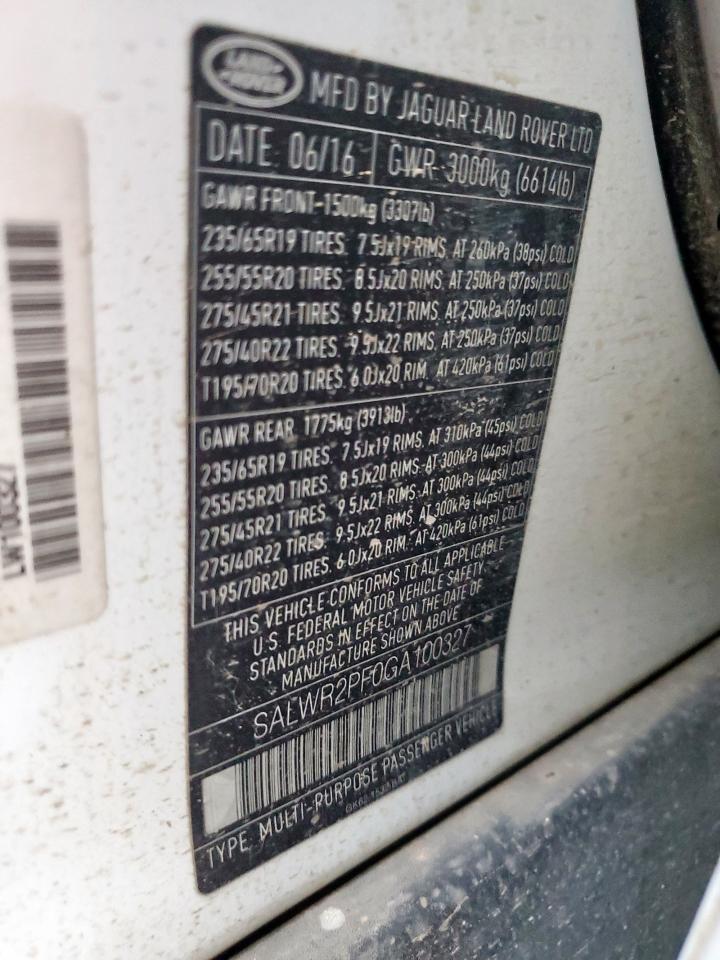 LAND ROVER
MFD BY JAGUAR LAND ROVER LTD
DATE: 06/16 GWR- 3000kg (6614lb)
GAWR FRONT-1500kg (3307lb)
235/65R19 TIRES. 7.5Jx19 RIMS. AT 260kPa (38psi) COLD
255/55R20 TIRES. 8.5Jx20 RIMS. AT 250kPa (37psi) COLD
275/45R21 TIRES. 9.5Jx21 RIMS. AT 250kPa (37psi) COLD
275/40R22 TIRES. 9.5Jx22 RIMS. AT 250kPa (37psi) COLD
T195/70R20 TIRES. 6.0Jx20 RIM. AT 420kPa (61psi) COLD
GAWR REAR. 1775kg (3913lb)
235/65R19 TIRES. 7.5Jx19 RIMS. AT 310kPa (45psi) COLD
255/55R20 TIRES. 8.5Jx20 RIMS. AT 300kPa (44psi) COLD
275/45R21 TIRES. 9.5Jx21 RIMS. AT 300kPa (44psi) COLD
275/40R22 TIRES. 9.5Jx22 RIMS. AT 300kPa (44psi) COLD
T195/70R20 TIRES. 6.0Jx20 RIM. AT 420kPa (61psi) COLD
THIS VEHICLE CONFORMS TO ALL APPLICABLE
U.S. FEDERAL MOTOR VEHICLE SAFETY
STANDARDS IN EFFECT ON THE DATE OF
MANUFACTURE SHOWN ABOVE
SALWR2PF0GA100327
TYPE: MULTI-PURPOSE PASSENGER VEHICLE